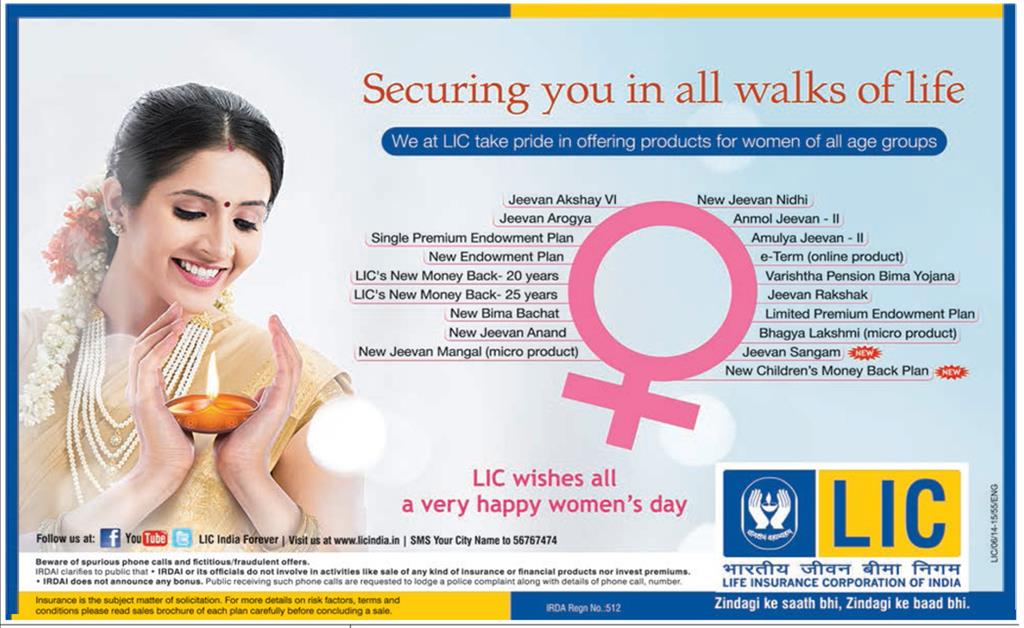 Securing you in all walks of life
We at LIC take pride in offering products for women of all age groups
Jeevan Akshay VI
Jeevan Arogya
Single Premium Endowment Plan
New Endowment Plan
LIC's New Money Back- 20 years
LIC's New Money Back- 25 years
New Bima Bachat
New Jeevan Anand
New Jeevan Mangal (micro product)
New Jeevan Nidhi
Anmol Jeevan - II
Amulya Jeevan - II
e-Term (online product)
Varishtha Pension Bima Yojana
Jeevan Rakshak
Limited Premium Endowment Plan
Bhagya Lakshmi (micro product)
Jeevan Sangam NEW
New Children's Money Back Plan NEW
LIC wishes all
a very happy women's day
Follow us at: f YouTube t LIC India Forever | Visit us at www.licindia.in | SMS Your City Name to 56767474
Beware of spurious phone calls and fictitious/fraudulent offers.
IRDAI clarifies to public that • IRDAI or its officials do not involve in activities like sale of any kind of insurance or financial products nor invest premiums.
• IRDAI does not announce any bonus. Public receiving such phone calls are requested to lodge a police complaint along with details of phone call, number.
Insurance is the subject matter of solicitation. For more details on risk factors, terms and
conditions please read sales brochure of each plan carefully before concluding a sale.
IRDA Regn No.:512
LIC
भारतीय जीवन बीमा निगम
LIFE INSURANCE CORPORATION OF INDIA
Zindagi ke saath bhi, Zindagi ke baad bhi.
LIC06/14-15/55/ENG